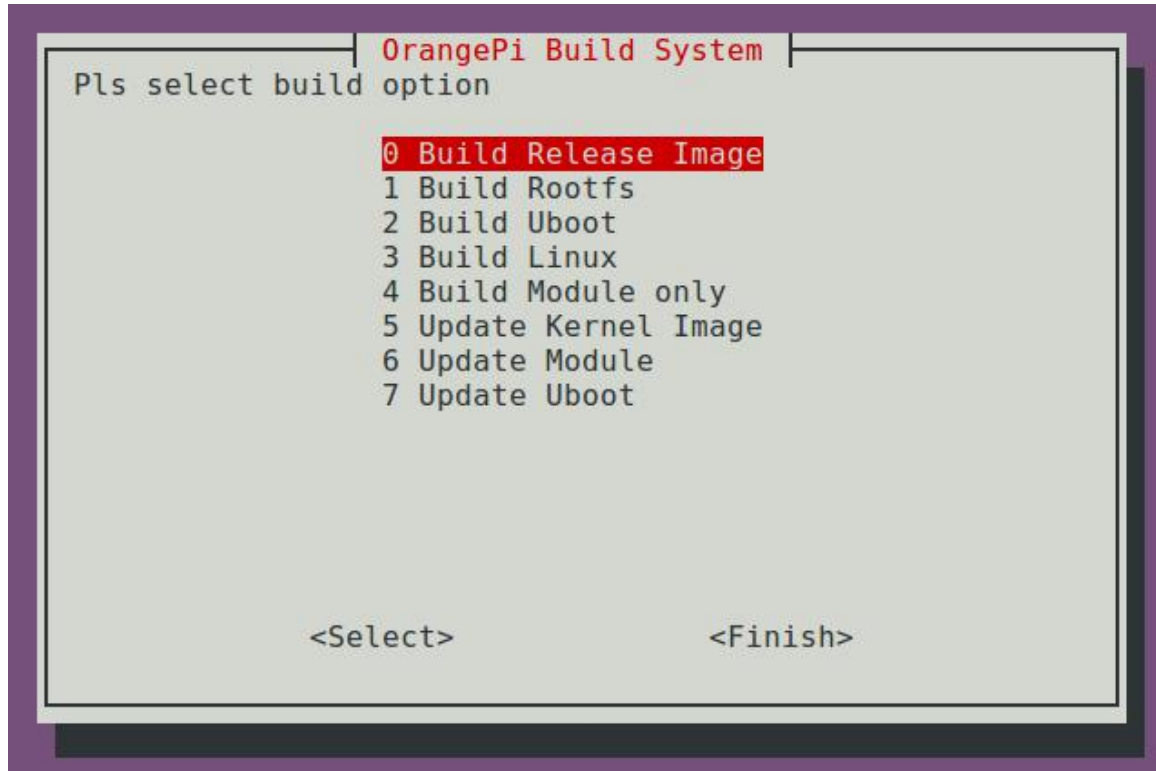 OrangePi Build System
Pls select build option
0 Build Release Image
1 Build Rootfs
2 Build Uboot
3 Build Linux
4 Build Module only
5 Update Kernel Image
6 Update Module
7 Update Uboot
<Select> <Finish>